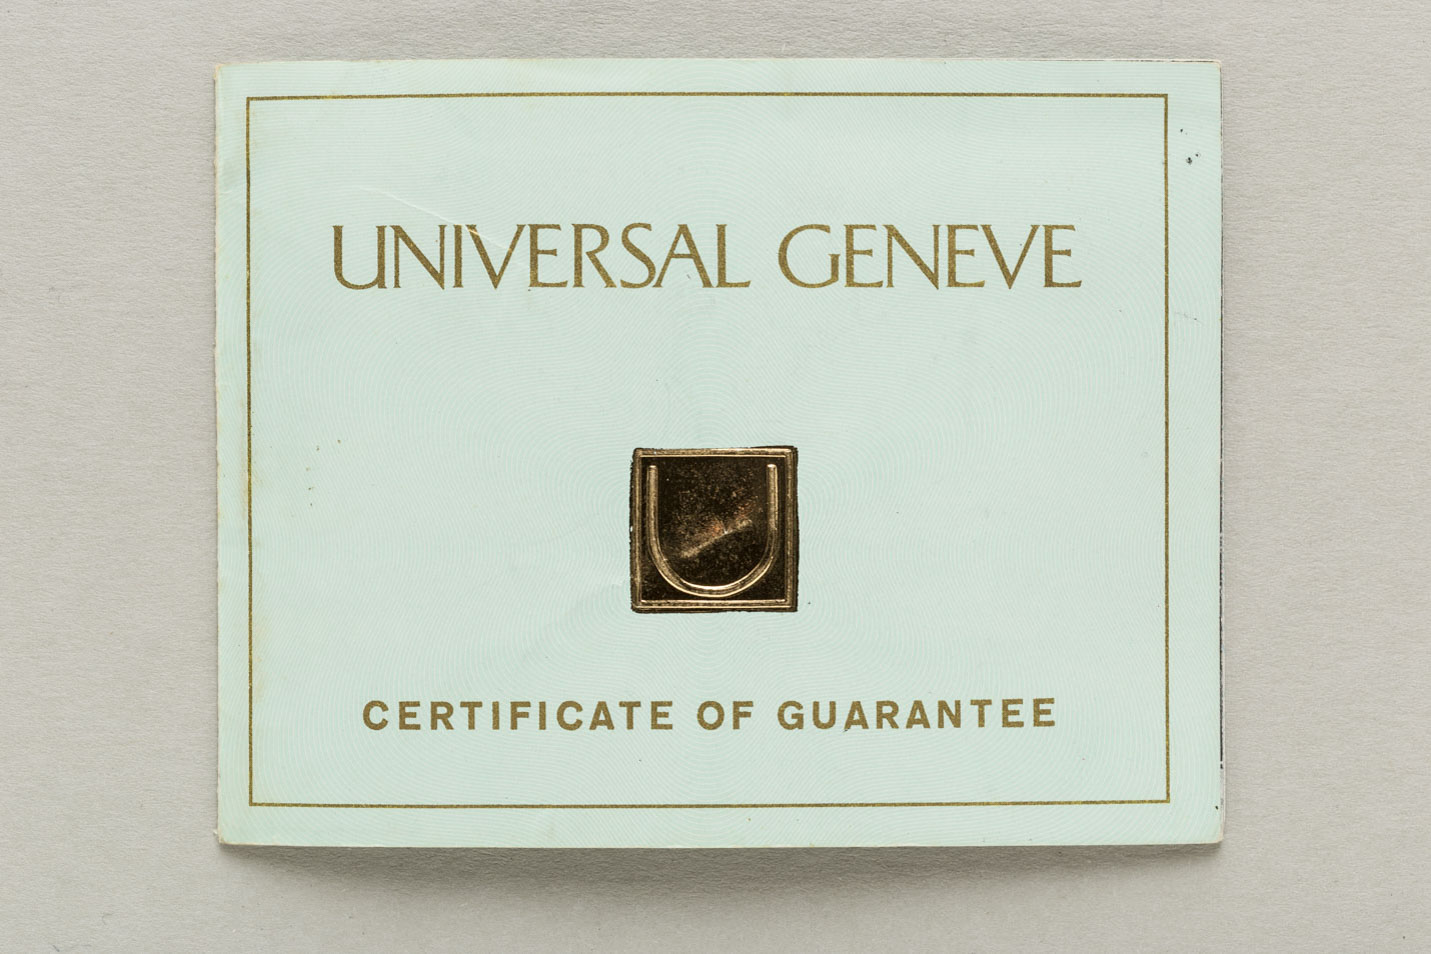 UNIVERSAL GENEVE
U
CERTIFICATE OF GUARANTEE